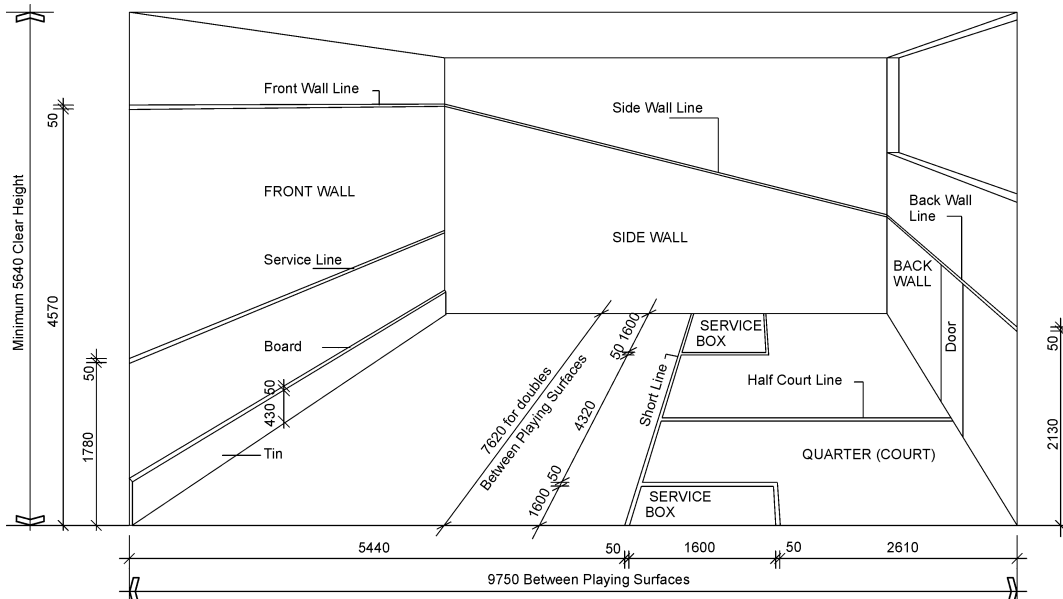 Minimum 5640 Clear Height
50
4570
50
1780
Front Wall Line
FRONT WALL
Service Line
Board
50
430
Tin
Side Wall Line
SIDE WALL
Back Wall
Line
BACK
WALL
Door
50
2130
7620 for doubles
Between Playing Surfaces
1600
50
4320
50
1600
Short Line
SERVICE
BOX
Half Court Line
QUARTER (COURT)
SERVICE
BOX
5440
50
1600
50
2610
9750 Between Playing Surfaces